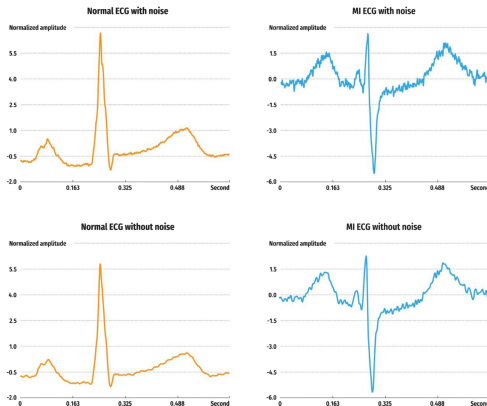 Normal ECG with noise
Normalized amplitude
5.5
4.0
2.5
1.0
-0.5
-2.0
0 0.163 0.325 0.488 Second
MI ECG with noise
Normalized amplitude
1.5
0.0
-1.5
-3.0
-4.5
-6.0
0 0.163 0.325 0.488 Second
Normal ECG without noise
Normalized amplitude
5.5
4.0
2.5
1.0
-0.5
-2.0
0 0.163 0.325 0.488 Second
MI ECG without noise
Normalized amplitude
1.5
0.0
-1.5
-3.0
-4.5
-6.0
0 0.163 0.325 0.488 Second